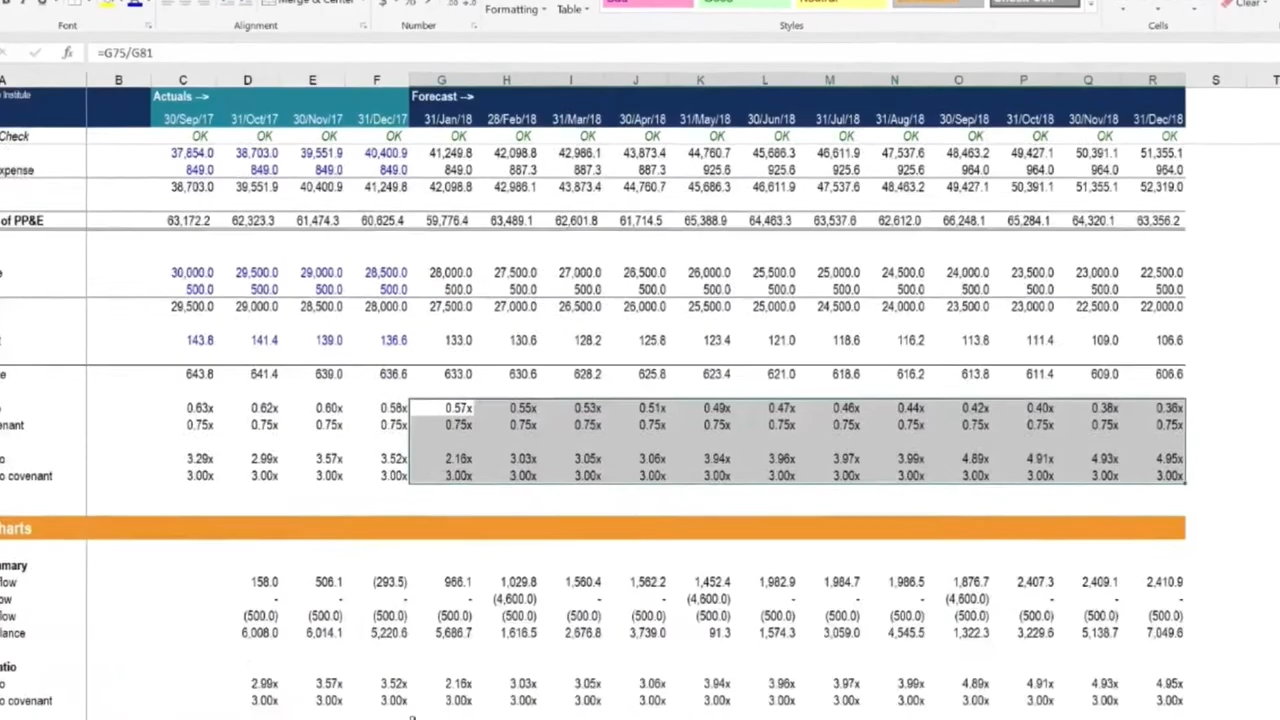 Merge & Center
Formatting Table
Clear
Font Alignment Number Styles Cells
fx =G75/G81
A B C D E F G H I J K L M N O P Q R S T
Institute Actuals --> Forecast -->
30/Sep/17 31/Oct/17 30/Nov/17 31/Dec/17 31/Jan/18 28/Feb/18 31/Mar/18 30/Apr/18 31/May/18 30/Jun/18 31/Jul/18 31/Aug/18 30/Sep/18 31/Oct/18 30/Nov/18 31/Dec/18
Check OK OK OK OK OK OK OK OK OK OK OK OK OK OK OK OK
37,854.0 38,703.0 39,551.9 40,400.9 41,249.8 42,098.8 42,986.1 43,873.4 44,760.7 45,686.3 46,611.9 47,537.6 48,463.2 49,427.1 50,391.1 51,355.1
xpense 849.0 849.0 849.0 849.0 849.0 887.3 887.3 887.3 925.6 925.6 925.6 925.6 964.0 964.0 964.0 964.0
38,703.0 39,551.9 40,400.9 41,249.8 42,098.8 42,986.1 43,873.4 44,760.7 45,686.3 46,611.9 47,537.6 48,463.2 49,427.1 50,391.1 51,355.1 52,319.0
of PP&E 63,172.2 62,323.3 61,474.3 60,625.4 59,776.4 63,489.1 62,601.8 61,714.5 65,388.9 64,463.3 63,537.6 62,612.0 66,248.1 65,284.1 64,320.1 63,356.2
e 30,000.0 29,500.0 29,000.0 28,500.0 28,000.0 27,500.0 27,000.0 26,500.0 26,000.0 25,500.0 25,000.0 24,500.0 24,000.0 23,500.0 23,000.0 22,500.0
500.0 500.0 500.0 500.0 500.0 500.0 500.0 500.0 500.0 500.0 500.0 500.0 500.0 500.0 500.0 500.0
29,500.0 29,000.0 28,500.0 28,000.0 27,500.0 27,000.0 26,500.0 26,000.0 25,500.0 25,000.0 24,500.0 24,000.0 23,500.0 23,000.0 22,500.0 22,000.0
t 143.8 141.4 139.0 136.6 133.0 130.6 128.2 125.8 123.4 121.0 118.6 116.2 113.8 111.4 109.0 106.6
e 643.8 641.4 639.0 636.6 633.0 630.6 628.2 625.8 623.4 621.0 618.6 616.2 613.8 611.4 609.0 606.6
o 0.63x 0.62x 0.60x 0.58x 0.57x 0.55x 0.53x 0.51x 0.49x 0.47x 0.46x 0.44x 0.42x 0.40x 0.38x 0.36x
enant 0.75x 0.75x 0.75x 0.75x 0.75x 0.75x 0.75x 0.75x 0.75x 0.75x 0.75x 0.75x 0.75x 0.75x 0.75x 0.75x
o 3.29x 2.99x 3.57x 3.52x 2.16x 3.03x 3.05x 3.06x 3.94x 3.96x 3.97x 3.99x 4.89x 4.91x 4.93x 4.95x
o covenant 3.00x 3.00x 3.00x 3.00x 3.00x 3.00x 3.00x 3.00x 3.00x 3.00x 3.00x 3.00x 3.00x 3.00x 3.00x 3.00x
harts
mmary
flow 158.0 506.1 (293.5) 966.1 1,029.8 1,560.4 1,562.2 1,452.4 1,982.9 1,984.7 1,986.5 1,876.7 2,407.3 2,409.1 2,410.9
ow - - - - (4,600.0) - - (4,600.0) - - - (4,600.0) - - -
flow (500.0) (500.0) (500.0) (500.0) (500.0) (500.0) (500.0) (500.0) (500.0) (500.0) (500.0) (500.0) (500.0) (500.0) (500.0)
lance 6,008.0 6,014.1 5,220.6 5,686.7 1,616.5 2,676.8 3,739.0 91.3 1,574.3 3,059.0 4,545.5 1,322.3 3,229.6 5,138.7 7,049.6
atio
o 2.99x 3.57x 3.52x 2.16x 3.03x 3.05x 3.06x 3.94x 3.96x 3.97x 3.99x 4.89x 4.91x 4.93x 4.95x
o covenant 3.00x 3.00x 3.00x 3.00x 3.00x 3.00x 3.00x 3.00x 3.00x 3.00x 3.00x 3.00x 3.00x 3.00x 3.00x